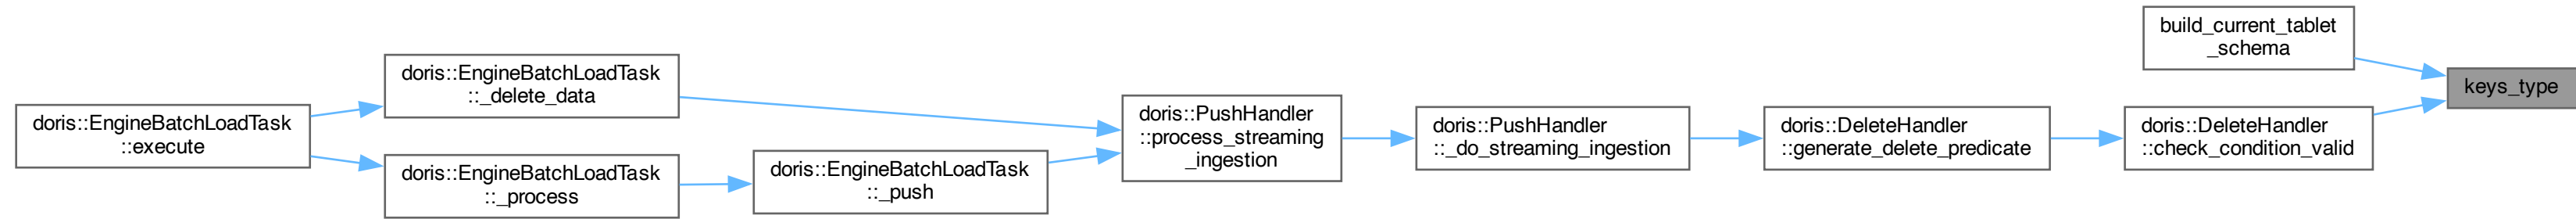 doris::EngineBatchLoadTask
::execute
doris::EngineBatchLoadTask
::_delete_data
doris::EngineBatchLoadTask
::_process
doris::EngineBatchLoadTask
::_push
doris::PushHandler
::process_streaming
_ingestion
doris::PushHandler
::_do_streaming_ingestion
doris::DeleteHandler
::generate_delete_predicate
build_current_tablet
_schema
doris::DeleteHandler
::check_condition_valid
keys_type